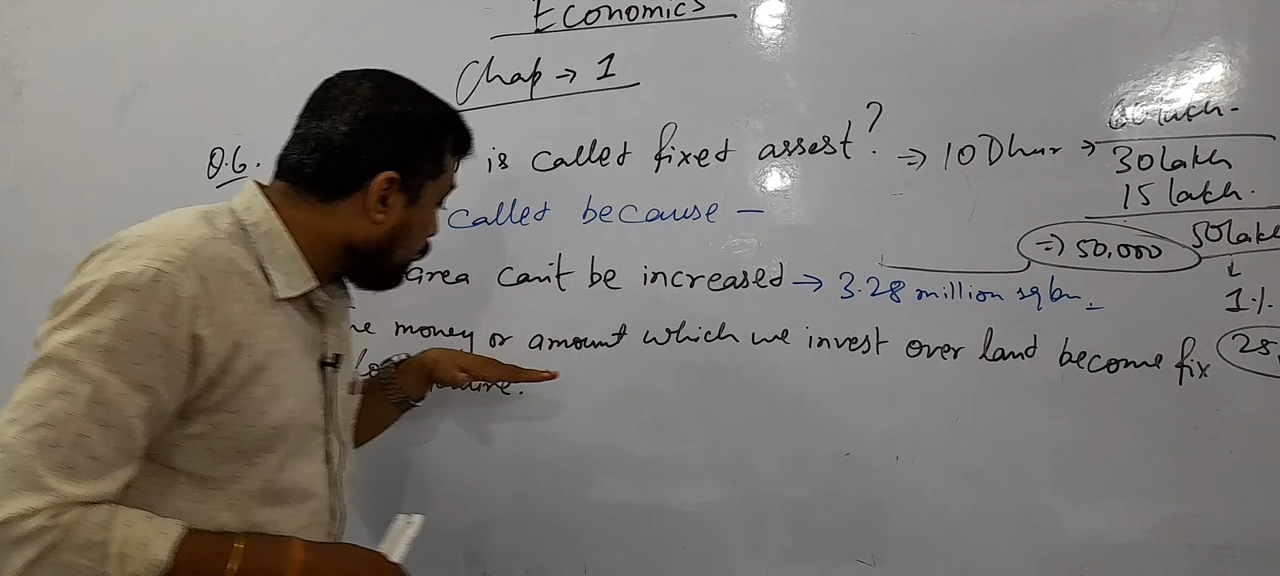 Economics
Chap → 1
Q.6. is called fixed assest? ⇒ 10 Dhur →
30 lakh
15 lakh.
called because —
⇒ 50,000
50 lakh
↓
1%
area can't be increased → 3.28 million sq km.
money or amount which we invest over land become fix